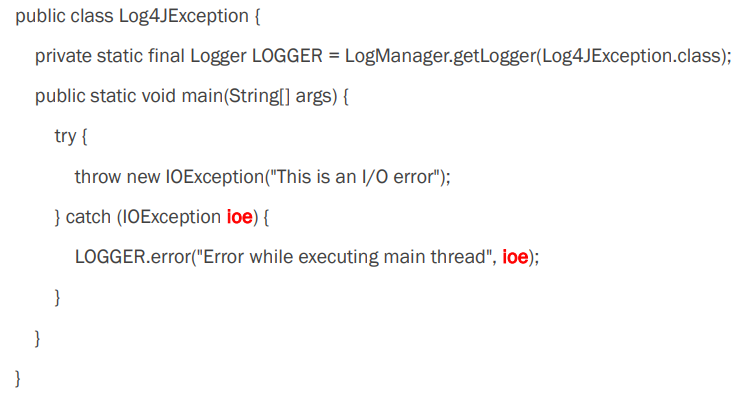 public class Log4JException {
private static final Logger LOGGER = LogManager.getLogger(Log4JException.class);
public static void main(String[] args) {
try {
throw new IOException("This is an I/O error");
} catch (IOException ioe) {
LOGGER.error("Error while executing main thread", ioe);
}
}
}